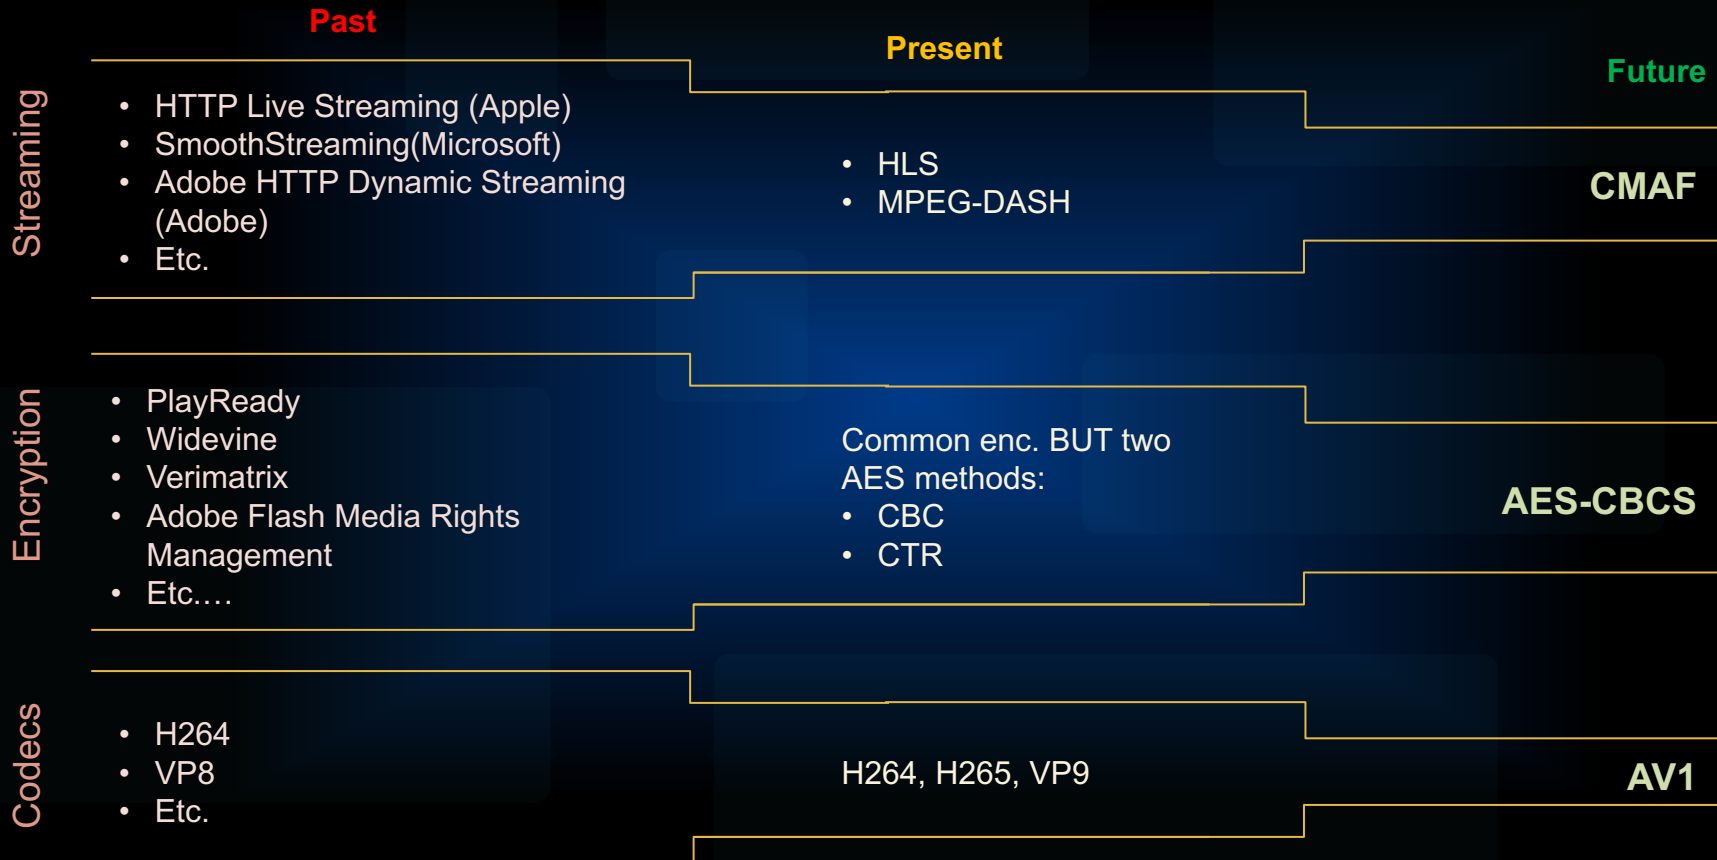 Past
Present
Future
Streaming
• HTTP Live Streaming (Apple)
• SmoothStreaming(Microsoft)
• Adobe HTTP Dynamic Streaming
(Adobe)
• Etc.
• HLS
• MPEG-DASH
CMAF
Encryption
• PlayReady
• Widevine
• Verimatrix
• Adobe Flash Media Rights
Management
• Etc.…
Common enc. BUT two
AES methods:
• CBC
• CTR
AES-CBCS
Codecs
• H264
• VP8
• Etc.
H264, H265, VP9
AV1